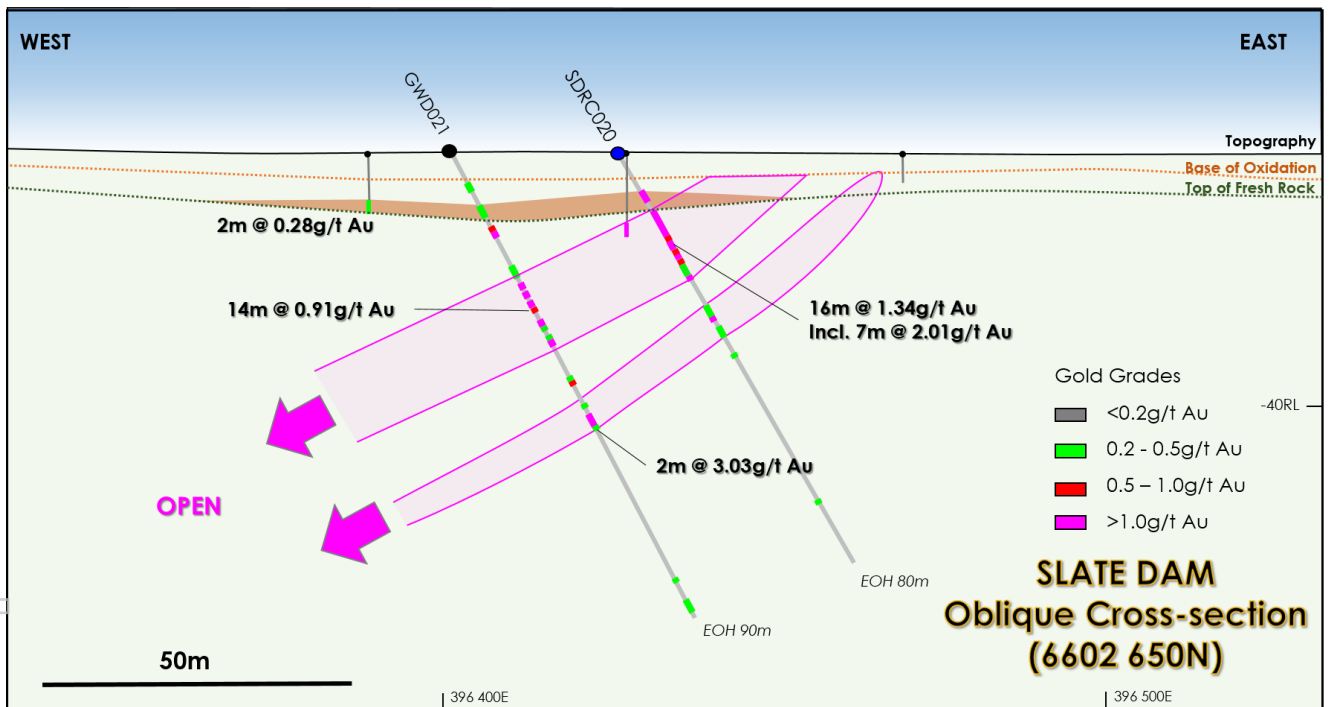 WEST
EAST
GWD021
SDRC020
Topography
Base of Oxidation
Top of Fresh Rock
2m @ 0.28g/t Au
14m @ 0.91g/t Au
16m @ 1.34g/t Au
Incl. 7m @ 2.01g/t Au
Gold Grades
<0.2g/t Au
0.2 - 0.5g/t Au
0.5 – 1.0g/t Au
>1.0g/t Au
-40RL
2m @ 3.03g/t Au
OPEN
EOH 80m
EOH 90m
SLATE DAM
Oblique Cross-section
(6602 650N)
50m
396 400E
396 500E